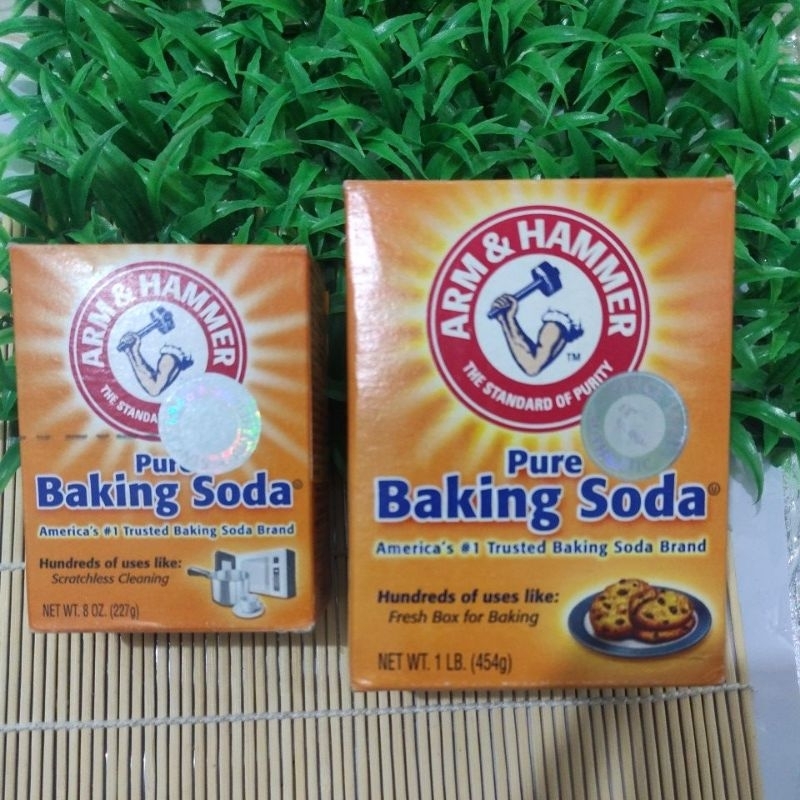 ARM & HAMMER
THE STANDARD
Pure
Baking Soda
America's #1 Trusted Baking Soda Brand
Hundreds of uses like:
Scratchless Cleaning
NET WT. 8 OZ. (227g)
ARM & HAMMER
TM
THE STANDARD OF PURITY
Pure
Baking Soda
America's #1 Trusted Baking Soda Brand
Hundreds of uses like:
Fresh Box for Baking
NET WT. 1 LB. (454g)